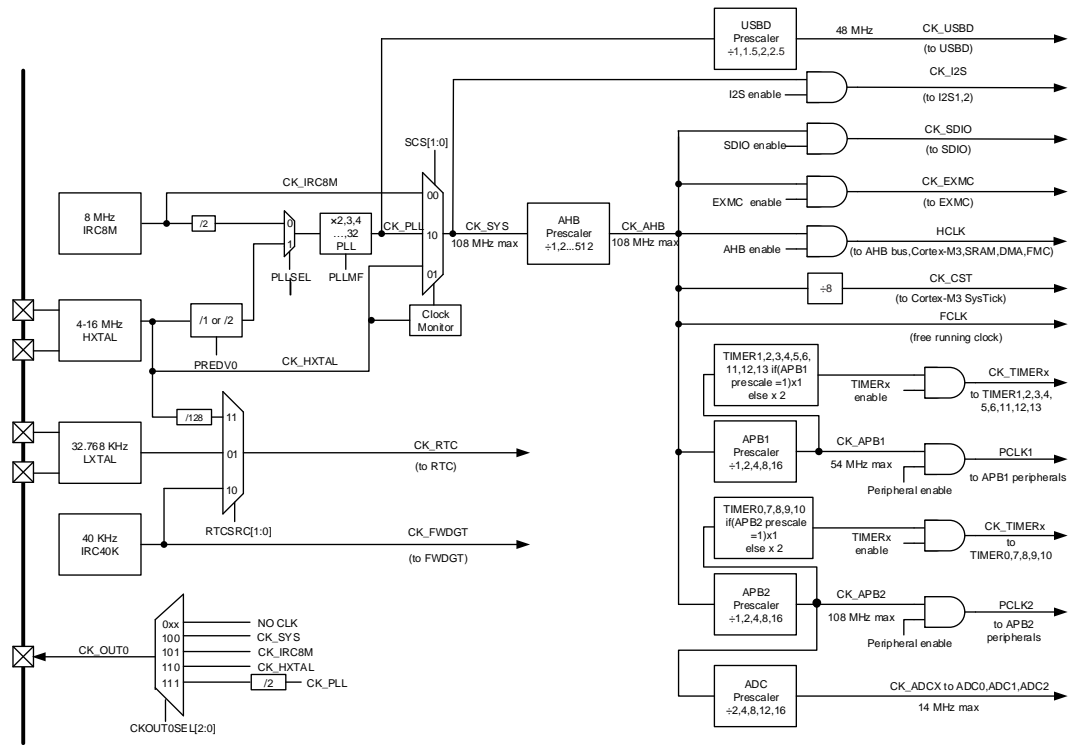 USBD
Prescaler
÷1,1.5,2,2.5
48 MHz
CK_USBD
(to USBD)
CK_I2S
I2S enable
(to I2S1,2)
SCS[1:0]
CK_SDIO
SDIO enable
(to SDIO)
CK_IRC8M
00
CK_EXMC
EXMC enable
(to EXMC)
8 MHz
IRC8M
/2
0
1
×2,3,4
…,32
PLL
CK_PLL
10
CK_SYS
108 MHz max
AHB
Prescaler
÷1,2...512
CK_AHB
108 MHz max
HCLK
AHB enable
(to AHB bus,Cortex-M3,SRAM,DMA,FMC)
PLLSEL
PLLMF
01
÷8
CK_CST
(to Cortex-M3 SysTick)
4-16 MHz
HXTAL
/1 or /2
Clock
Monitor
FCLK
(free running clock)
PREDV0
CK_HXTAL
TIMER1,2,3,4,5,6,
11,12,13 if(APB1
prescale =1)x1
else x 2
TIMERx
enable
CK_TIMERx
to TIMER1,2,3,4,
5,6,11,12,13
/128
11
32.768 KHz
LXTAL
01
CK_RTC
(to RTC)
APB1
Prescaler
÷1,2,4,8,16
CK_APB1
54 MHz max
PCLK1
to APB1 peripherals
Peripheral enable
10
RTCSRC[1:0]
40 KHz
IRC40K
CK_FWDGT
(to FWDGT)
TIMER0,7,8,9,10
if(APB2 prescale
=1)x1
else x 2
TIMERx
enable
CK_TIMERx
to
TIMER0,7,8,9,10
APB2
Prescaler
÷1,2,4,8,16
CK_APB2
108 MHz max
PCLK2
to APB2
peripherals
Peripheral enable
0xx
NO CLK
100
CK_SYS
101
CK_IRC8M
110
CK_HXTAL
111
/2
CK_PLL
CK_OUT0
CKOUT0SEL[2:0]
ADC
Prescaler
÷2,4,8,12,16
CK_ADCX to ADC0,ADC1,ADC2
14 MHz max